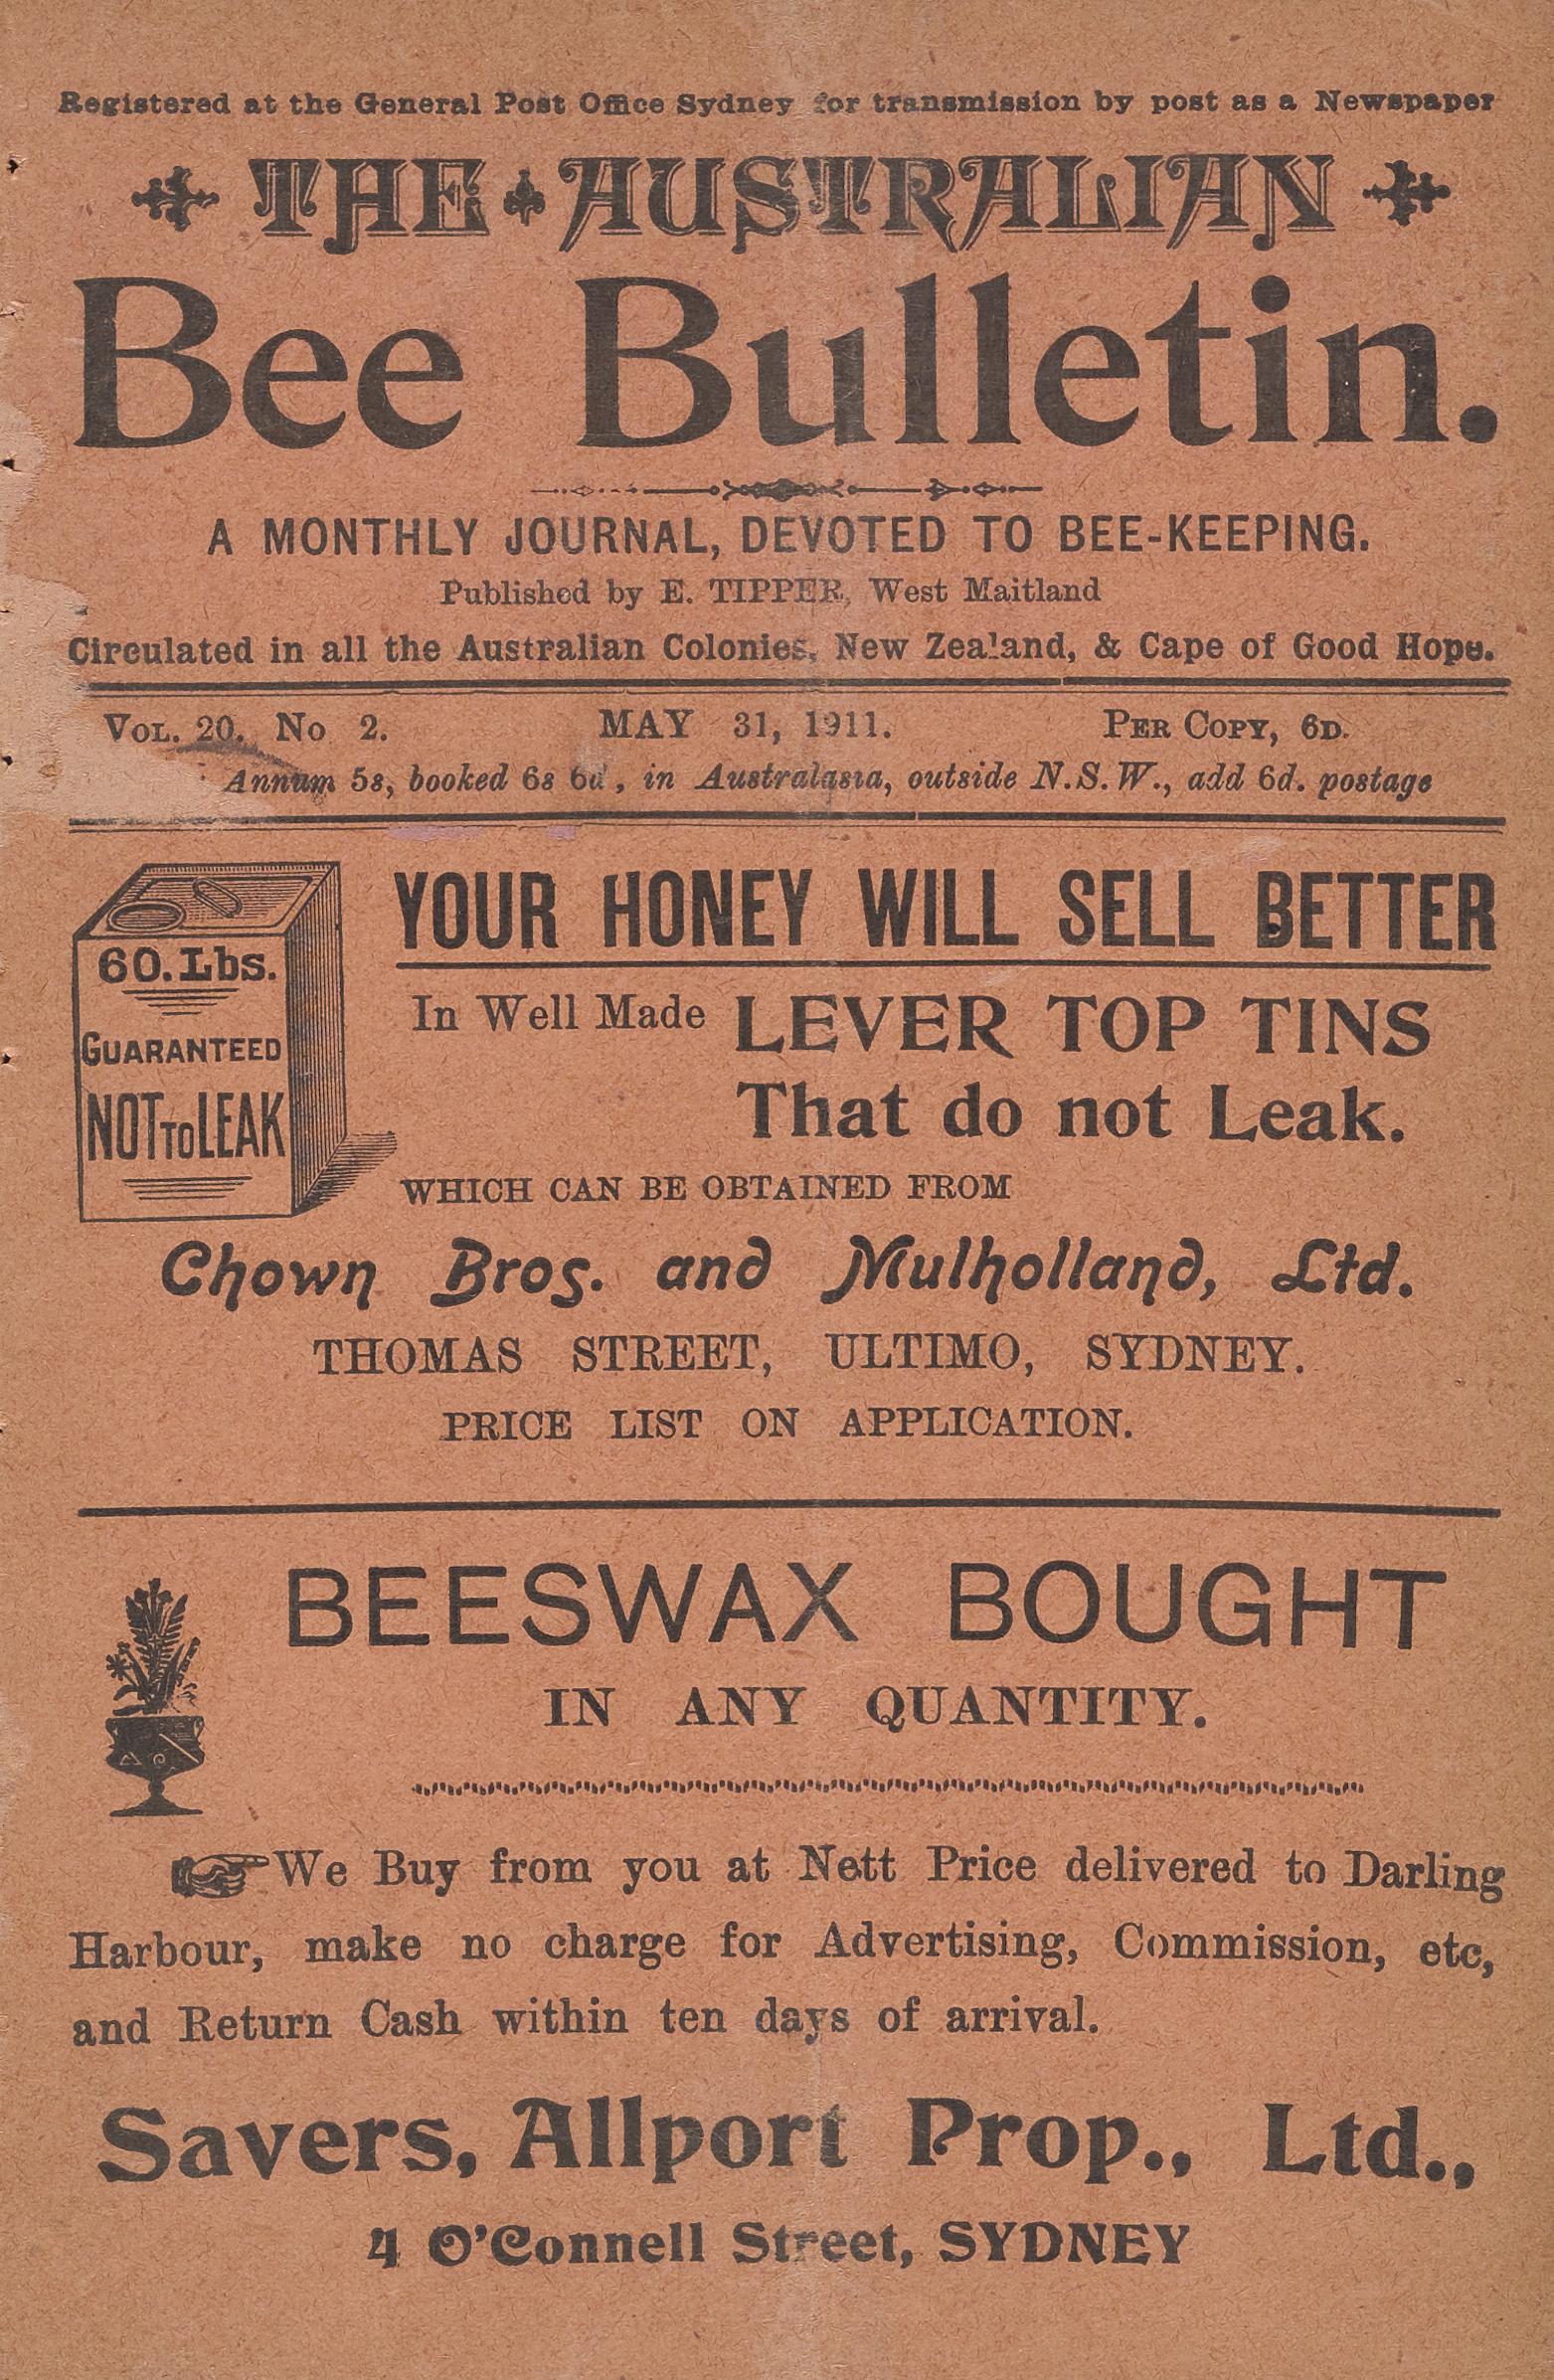 Registered at the General Post Office Sydney for transmission by post as a Newspaper
THE AUSTRALIAN
Bee Bulletin.
A MONTHLY JOURNAL, DEVOTED TO BEE-KEEPING.
Published by E. TIPPER, West Maitland
Circulated in all the Australian Colonies, New Zealand, & Cape of Good Hope.
VOL. 20. No 2. MAY 31, 1911. PER COPY, 6D.
Annum 5s, booked 6s 6d, in Australasia, outside N.S.W., add 6d. postage
60.Lbs.
GUARANTEED
NOT TO LEAK
YOUR HONEY WILL SELL BETTER
In Well Made LEVER TOP TINS
That do not Leak.
WHICH CAN BE OBTAINED FROM
Chown Bros. and Mulholland, Ltd.
THOMAS STREET, ULTIMO, SYDNEY.
PRICE LIST ON APPLICATION.
BEESWAX BOUGHT
IN ANY QUANTITY.
☞We Buy from you at Nett Price delivered to Darling
Harbour, make no charge for Advertising, Commission, etc,
and Return Cash within ten days of arrival.
Savers, Allport Prop., Ltd.,
4 O'Connell Street, SYDNEY